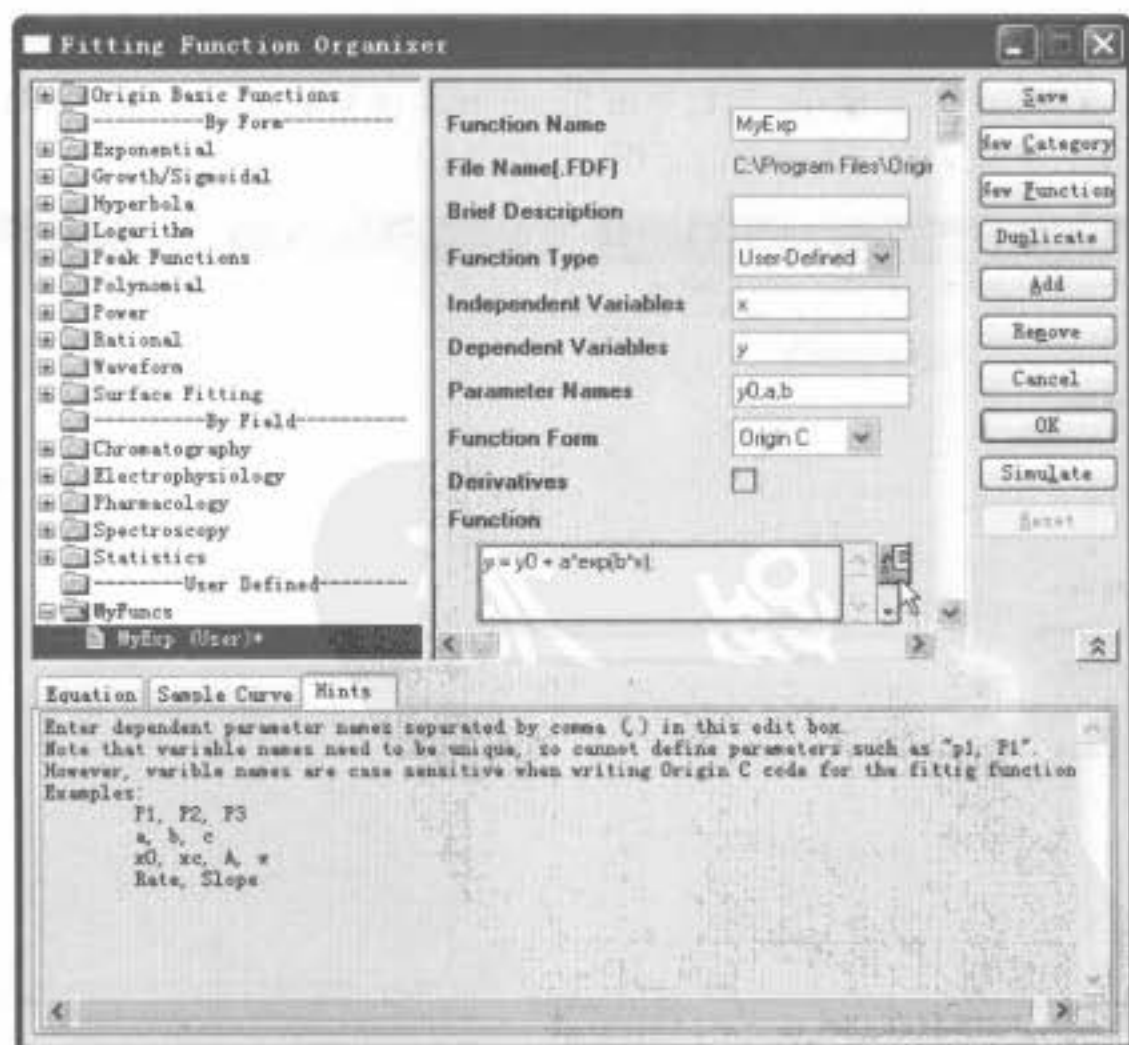 Fitting Function Organizer
Origin Basic Functions
----------By Form----------
Exponential
Growth/Sigmoidal
Hyperbola
Logarithm
Peak Functions
Polynomial
Power
Rational
Waveform
Surface Fitting
----------By Field----------
Chromatography
Electrophysiology
Pharmacology
Spectroscopy
Statistics
--------User Defined--------
MyFuncs
MyExp (User)*
Function Name MyExp
File Name(.FDF) C:\Program Files\Origi
Brief Description
Function Type User-Defined
Independent Variables x
Dependent Variables y
Parameter Names y0,a,b
Function Form Origin C
Derivatives
Function
y = y0 + a*exp(b*x);
Save
New Category
New Function
Duplicate
Add
Remove
Cancel
OK
Simulate
Reset
Equation Sample Curve Hints
Enter dependent parameter names separated by comma (,) in this edit box.
Note that variable names need to be unique, so cannot define parameters such as "p1, P1".
However, varible names are case sensitive when writing Origin C code for the fittig function
Examples:
P1, P2, P3
a, b, c
x0, xc, A, w
Rate, Slope